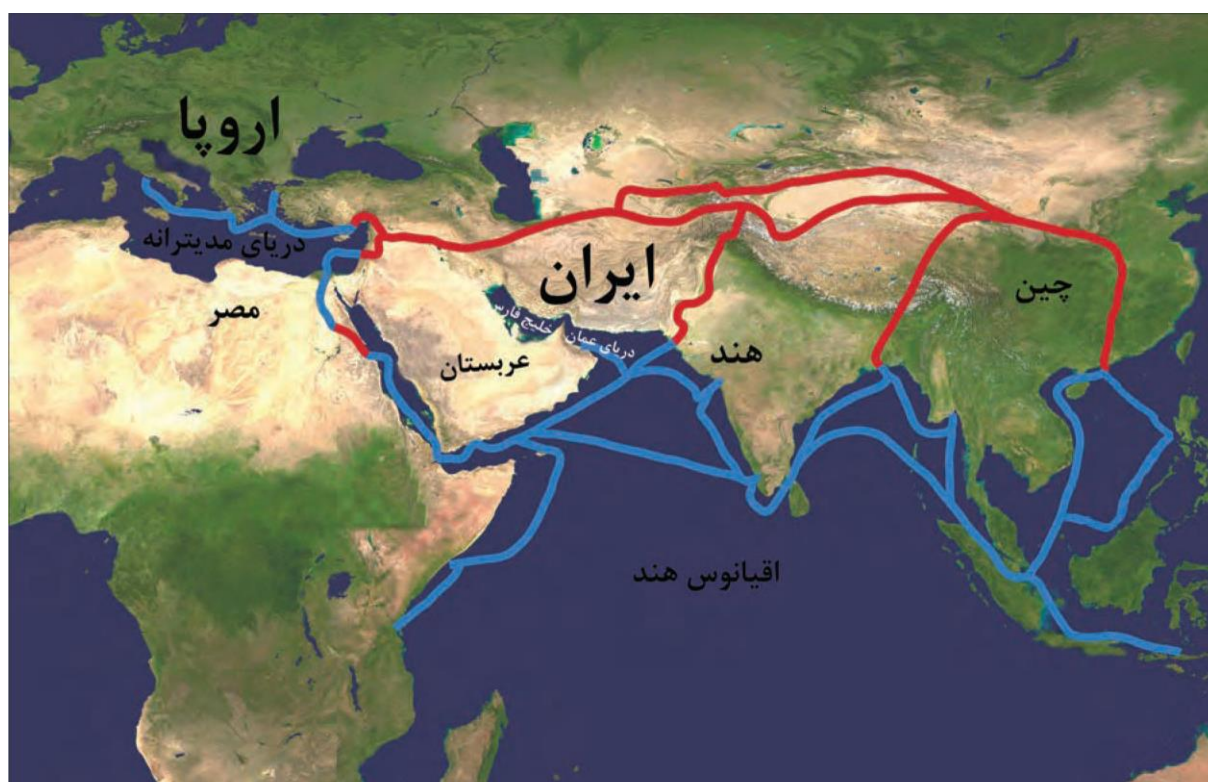 اروپا
دریای مدیترانه
ایران
چین
مصر
خلیج فارس
دریای عمان
هند
عربستان
اقیانوس هند